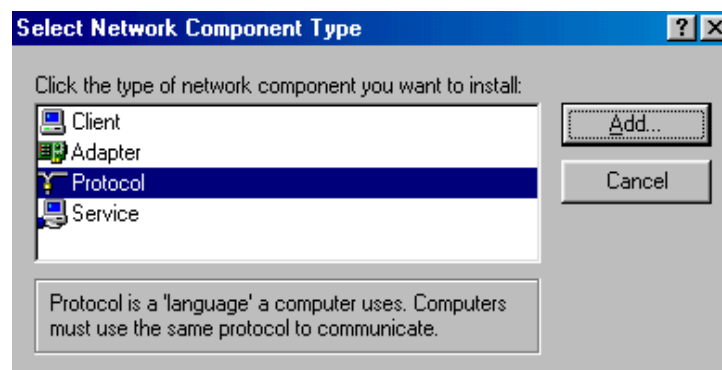 Select Network Component Type
Click the type of network component you want to install:
Client
Adapter
Protocol
Service
Add...
Cancel
Protocol is a 'language' a computer uses. Computers
must use the same protocol to communicate.